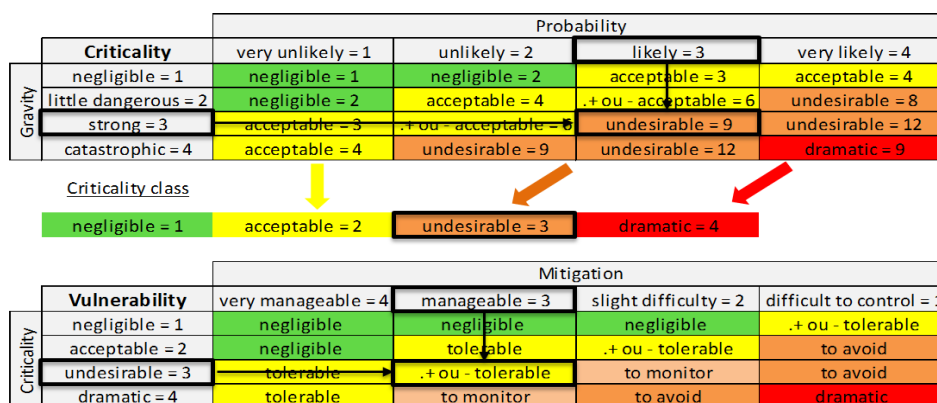 Probability
Criticality very unlikely = 1 unlikely = 2 likely = 3 very likely = 4
Gravity
negligible = 1 negligible = 1 negligible = 2 acceptable = 3 acceptable = 4
little dangerous = 2 negligible = 2 acceptable = 4 .+ ou - acceptable = 6 undesirable = 8
strong = 3 acceptable = 3 .+ ou - acceptable = 6 undesirable = 9 undesirable = 12
catastrophic = 4 acceptable = 4 undesirable = 9 undesirable = 12 dramatic = 9
Criticality class
negligible = 1 acceptable = 2 undesirable = 3 dramatic = 4
Mitigation
Vulnerability very manageable = 4 manageable = 3 slight difficulty = 2 difficult to control =
Criticality
negligible = 1 negligible negligible negligible .+ ou - tolerable
acceptable = 2 negligible tolerable .+ ou - tolerable to avoid
undesirable = 3 tolerable .+ ou - tolerable to monitor to avoid
dramatic = 4 tolerable to monitor to avoid dramatic